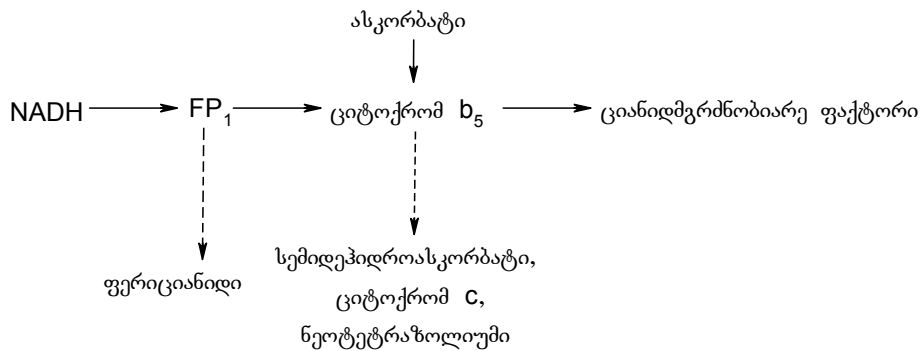 ასკორბატი
NADH FP₁ ციტოქრომ b₅ ციანიდმგრძნობიარე ფაქტორი
ფერიციანიდი
სემიდეჰიდროასკორბატი,
ციტოქრომ c,
ნეოტეტრაზოლიუმი